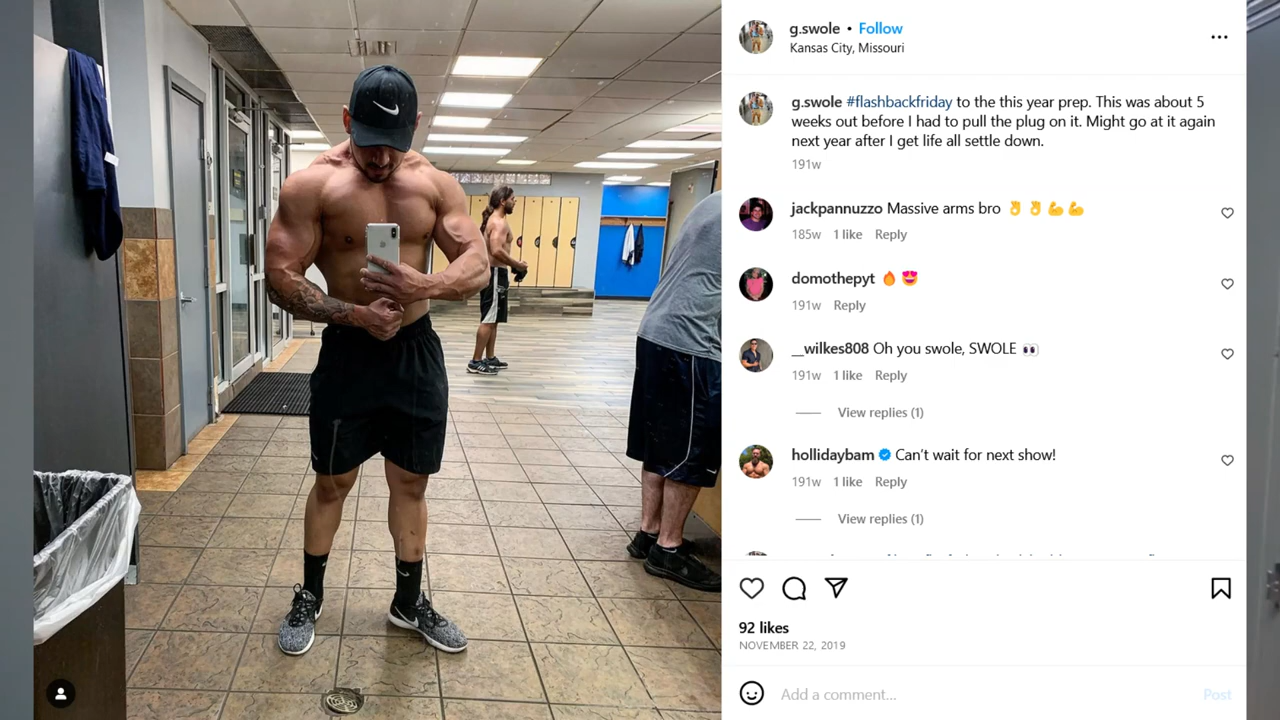 g.swole • Follow
Kansas City, Missouri
g.swole #flashbackfriday to the this year prep. This was about 5
weeks out before I had to pull the plug on it. Might go at it again
next year after I get life all settle down.
191w
jackpannuzzo Massive arms bro 👌👌💪💪
185w 1 like Reply
domothepyt 🔥😍
191w Reply
__wilkes808 Oh you swole, SWOLE 👀
191w 1 like Reply
View replies (1)
hollidaybam Can't wait for next show!
191w 1 like Reply
View replies (1)
92 likes
NOVEMBER 22, 2019
Add a comment...
Post